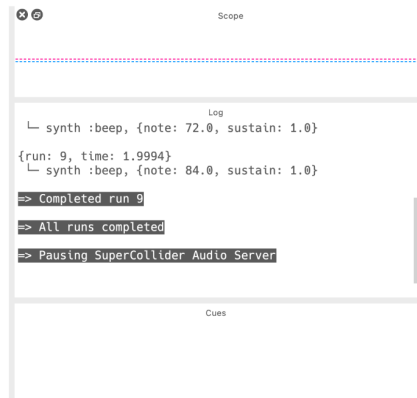 Scope
Log
└─ synth :beep, {note: 72.0, sustain: 1.0}
{run: 9, time: 1.9994}
└─ synth :beep, {note: 84.0, sustain: 1.0}
=> Completed run 9
=> All runs completed
=> Pausing SuperCollider Audio Server
Cues